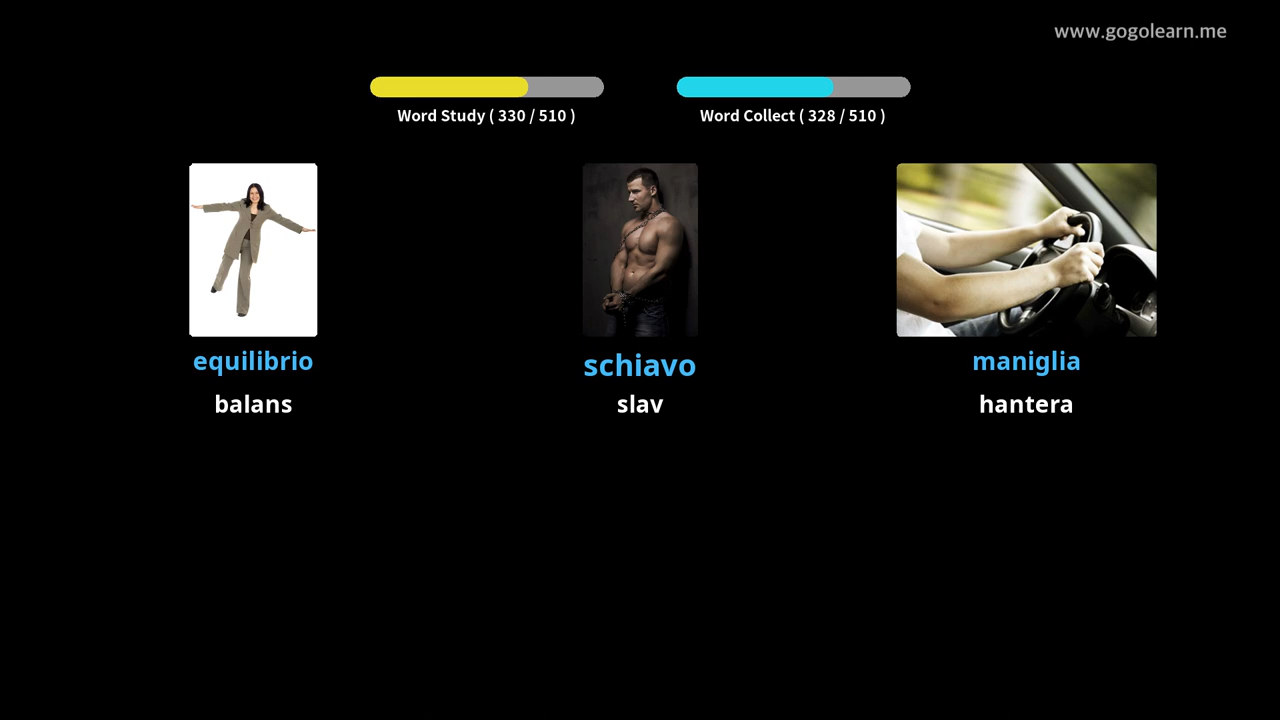 www.gogolearn.me
Word Study ( 330 / 510 )
Word Collect ( 328 / 510 )
equilibrio
schiavo
maniglia
balans
slav
hantera